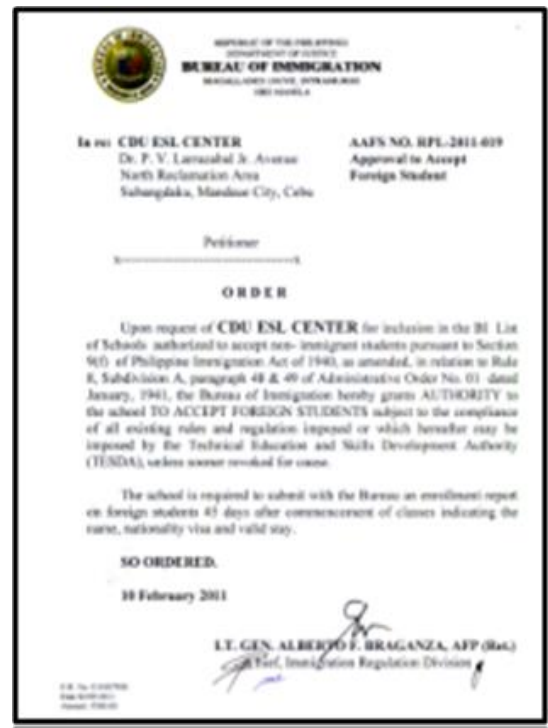 REPUBLIC OF THE PHILIPPINES
DEPARTMENT OF JUSTICE
BUREAU OF IMMIGRATION
MAGALLANES DRIVE, INTRAMUROS
1002 MANILA
In re: CDU ESL CENTER
Dr. P. V. Larrazabal Jr. Avenue
North Reclamation Area
Subangdaku, Mandaue City, Cebu
AAFS NO. RPL-2011-019
Approval to Accept
Foreign Student
Petitioner
x----------------------------------x
ORDER
Upon request of CDU ESL CENTER for inclusion in the BI List
of Schools authorized to accept non- immigrant students pursuant to Section
9(f) of Philippine Immigration Act of 1940, as amended, in relation to Rule
8, Subdivision A, paragraph 48 & 49 of Administrative Order No. 01 dated
January, 1941, the Bureau of Immigration hereby grants AUTHORITY to
the school TO ACCEPT FOREIGN STUDENTS subject to the compliance
of all existing rules and regulation imposed or which hereafter may be
imposed by the Technical Education and Skills Development Authority
(TESDA), unless sooner revoked for cause.
The school is required to submit with the Bureau an enrollment report
on foreign students 45 days after commencement of classes indicating the
name, nationality visa and valid stay.
SO ORDERED.
10 February 2011
LT. GEN. ALBERTO F. BRAGANZA, AFP (Ret.)
Chief, Immigration Regulation Division